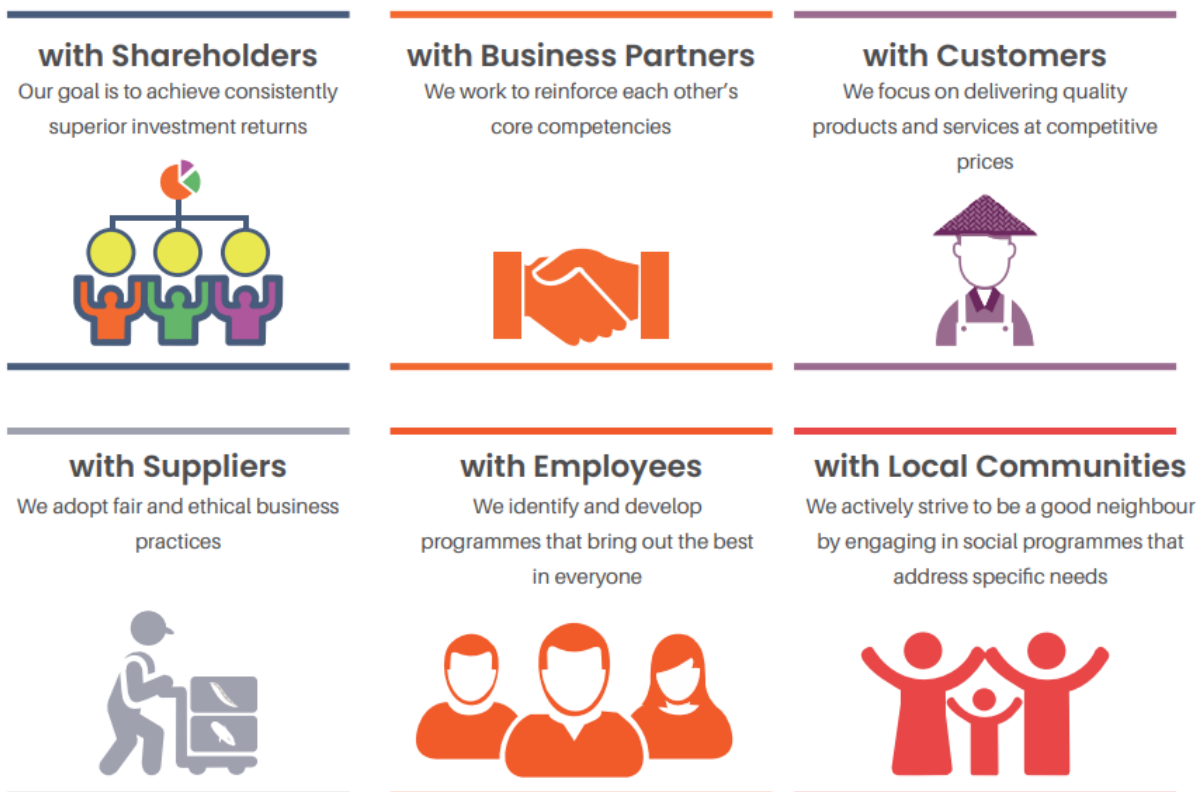 with Shareholders
Our goal is to achieve consistently
superior investment returns
with Business Partners
We work to reinforce each other's
core competencies
with Customers
We focus on delivering quality
products and services at competitive
prices
with Suppliers
We adopt fair and ethical business
practices
with Employees
We identify and develop
programmes that bring out the best
in everyone
with Local Communities
We actively strive to be a good neighbour
by engaging in social programmes that
address specific needs